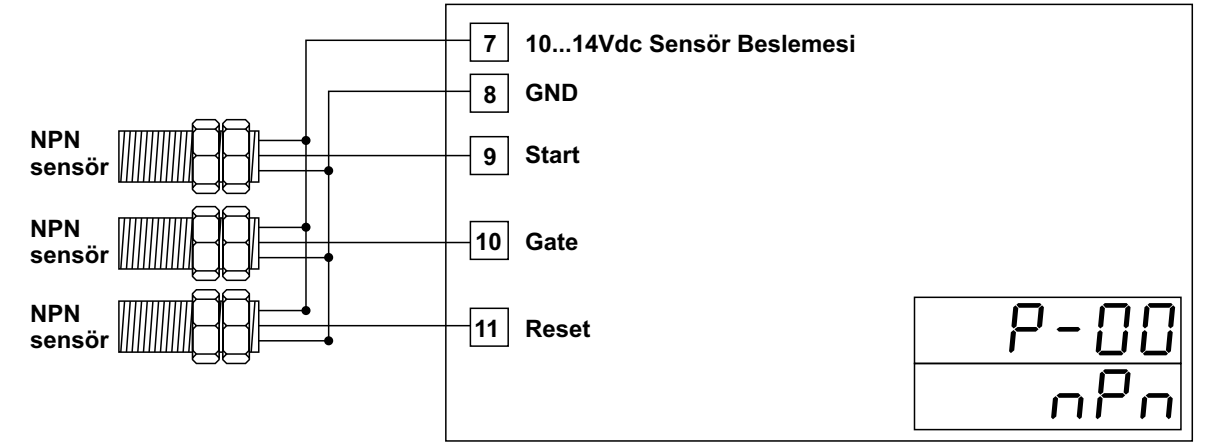 7 10...14Vdc Sensör Beslemesi
8 GND
NPN
sensör
9 Start
NPN
sensör
10 Gate
NPN
sensör
11 Reset
P-00
nPn